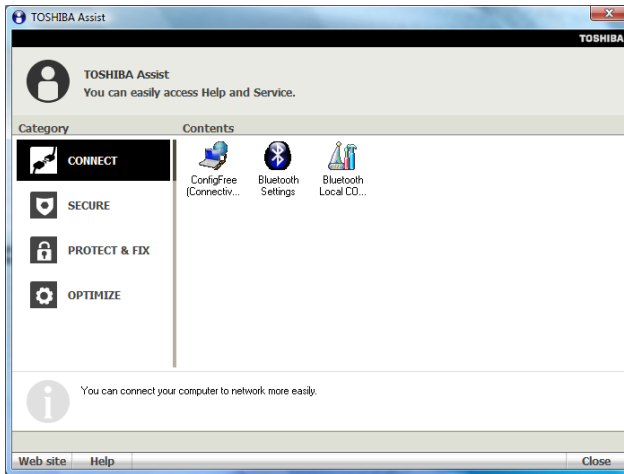 TOSHIBA Assist
TOSHIBA
TOSHIBA Assist
You can easily access Help and Service.
Category
Contents
CONNECT
SECURE
PROTECT & FIX
OPTIMIZE
ConfigFree
(Connectiv...
Bluetooth
Settings
Bluetooth
Local CO...
You can connect your computer to network more easily.
Web site
Help
Close